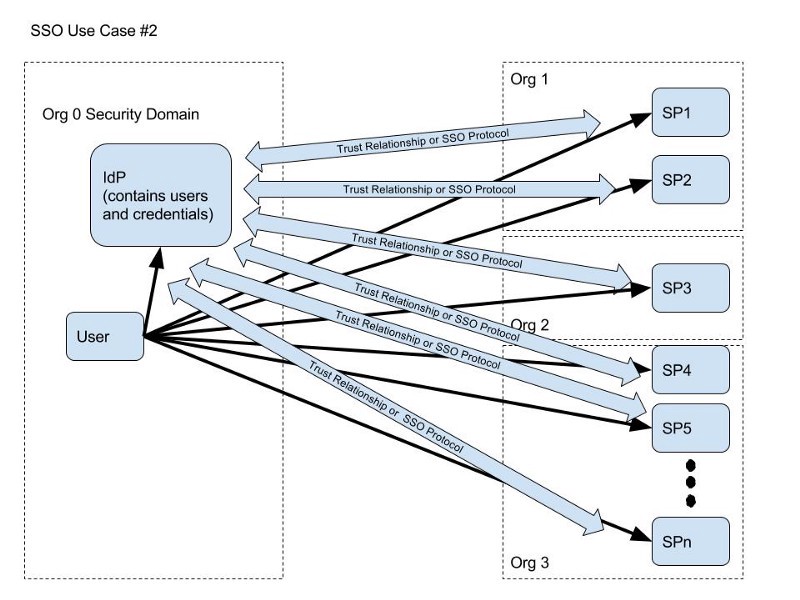 SSO Use Case #2
Org 0 Security Domain
IdP
(contains users
and credentials)
User
Trust Relationship or SSO Protocol
Trust Relationship or SSO Protocol
Trust Relationship or SSO Protocol
Trust Relationship or SSO Protocol
Trust Relationship or SSO Protocol
Trust Relationship or SSO Protocol
Org 1
SP1
SP2
SP3
Org 2
SP4
SP5
SPn
Org 3